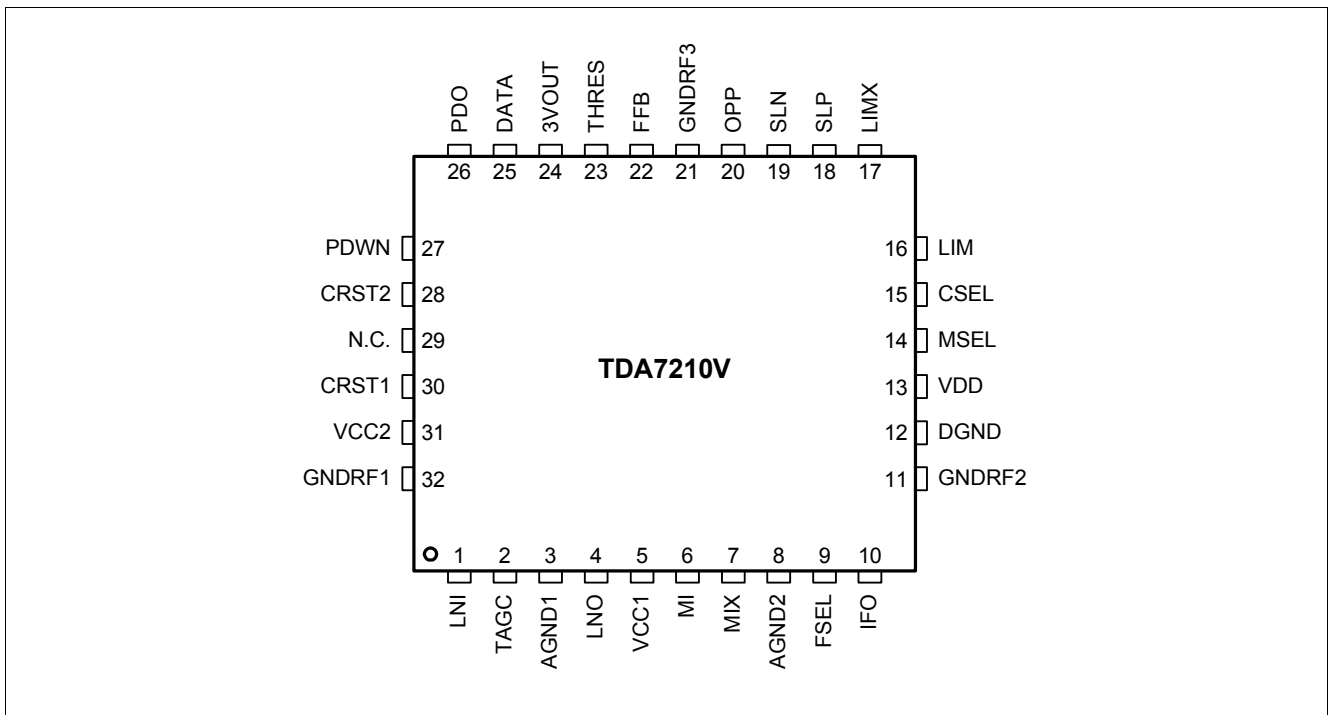 PDO DATA 3VOUT THRES FFB GNDRF3 OPP SLN SLP LIMX
26 25 24 23 22 21 20 19 18 17
PDWN 27 16 LIM
CRST2 28 15 CSEL
N.C. 29 14 MSEL
TDA7210V
CRST1 30 13 VDD
VCC2 31 12 DGND
GNDRF1 32 11 GNDRF2
1 2 3 4 5 6 7 8 9 10
LNI TAGC AGND1 LNO VCC1 MI MIX AGND2 FSEL IFO